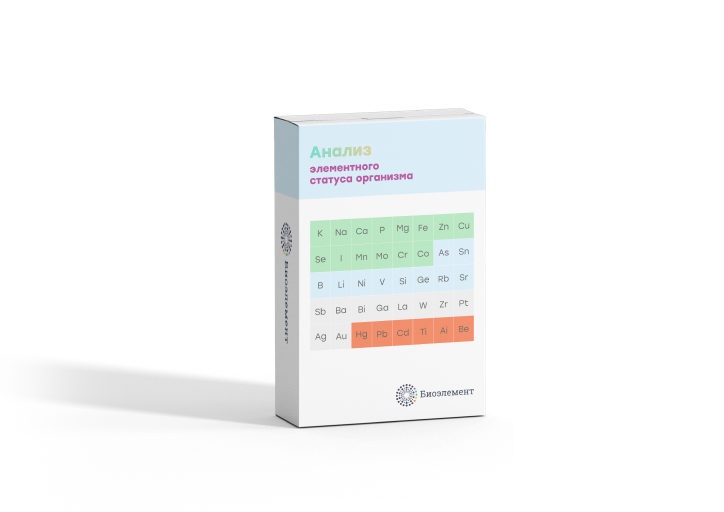 Анализ
элементного
статуса организма
K Na Ca P Mg Fe Zn Cu
Se I Mn Mo Cr Co As Sn
B Li Ni V Si Ge Rb Sr
Sb Ba Bi Ga La W Zr Pt
Ag Au Hg Pb Cd Ti Al Be
Биоэлемент
Биоэлемент